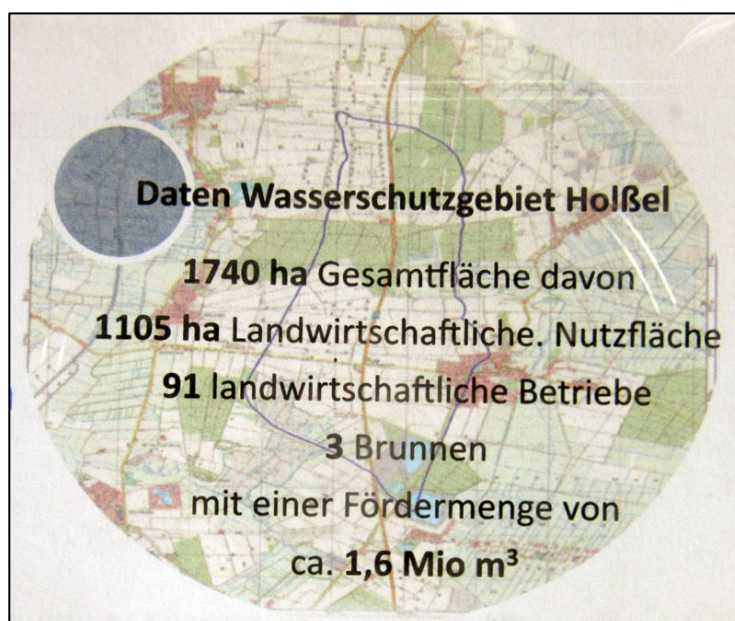 Daten Wasserschutzgebiet Holßel
1740 ha Gesamtfläche davon
1105 ha Landwirtschaftliche. Nutzfläche
91 landwirtschaftliche Betriebe
3 Brunnen
mit einer Fördermenge von
ca. 1,6 Mio m³